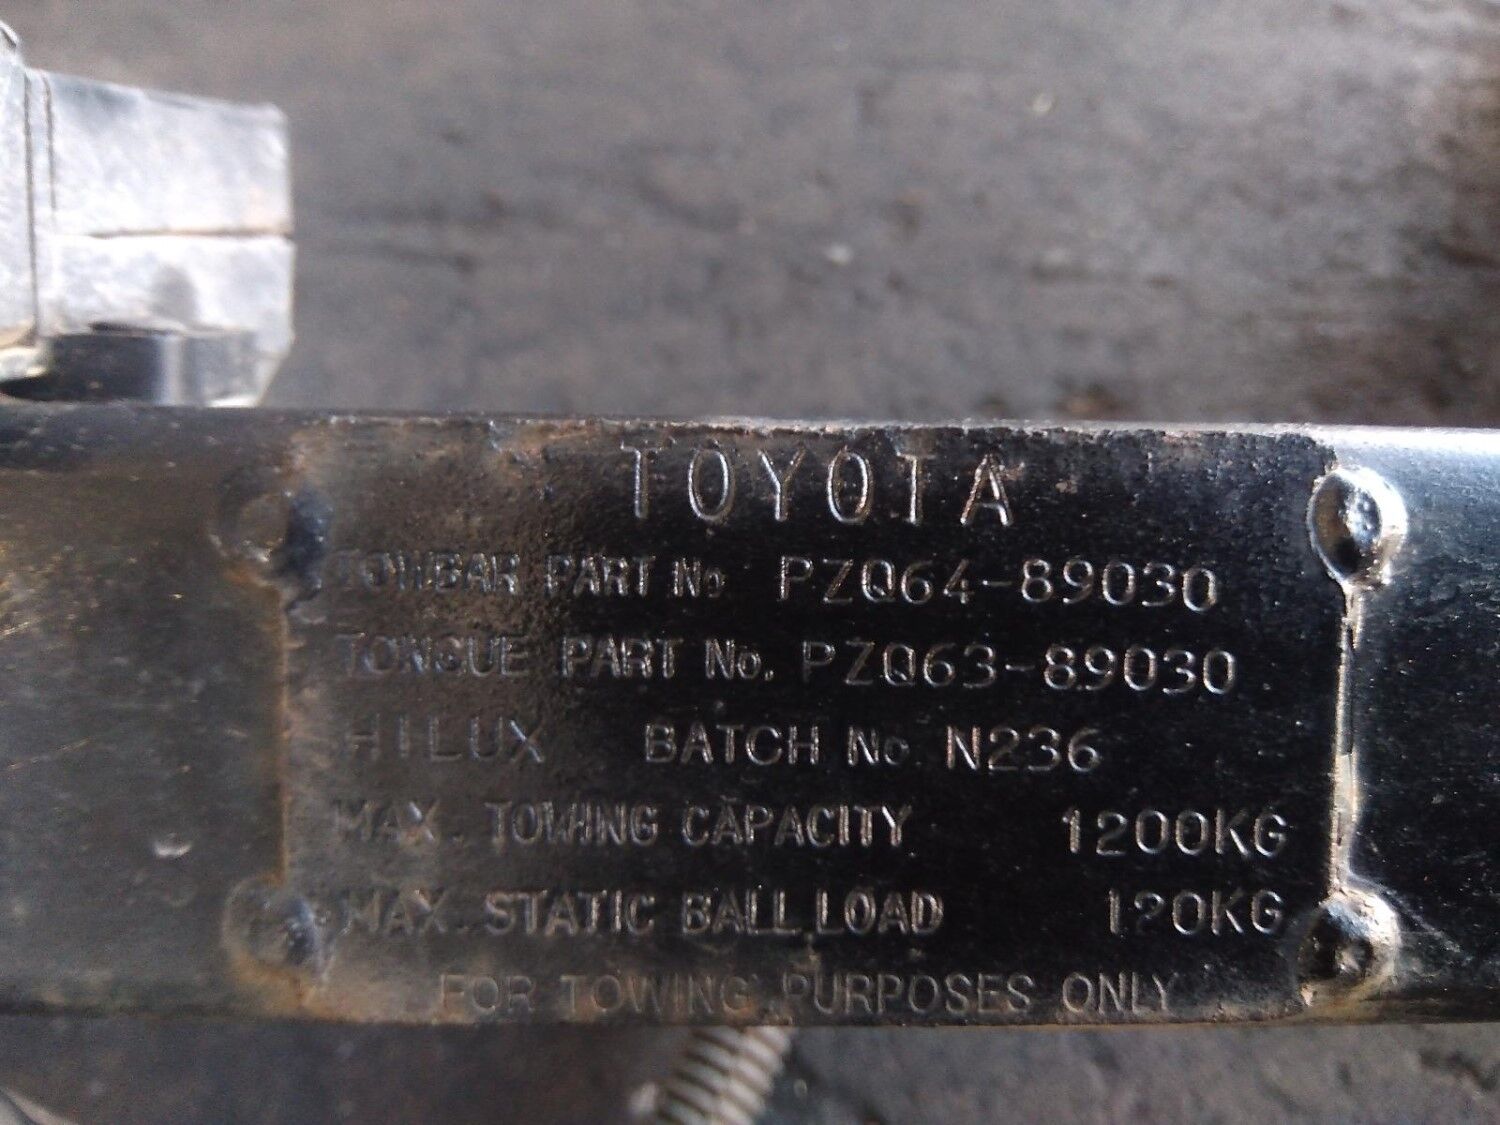 TOYOTA
TOWBAR PART No PZQ64-89030
TONGUE PART No. PZQ63-89030
HILUX BATCH No N236
MAX. TOWING CAPACITY 1200KG
MAX. STATIC BALL LOAD 120KG
FOR TOWING PURPOSES ONLY